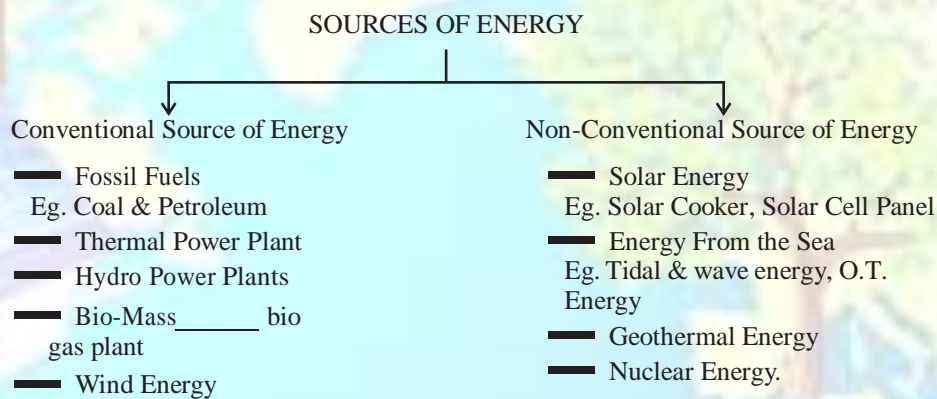 SOURCES OF ENERGY
Conventional Source of Energy
Fossil Fuels
Eg. Coal & Petroleum
Thermal Power Plant
Hydro Power Plants
Bio-Mass______ bio
gas plant
Wind Energy
Non-Conventional Source of Energy
Solar Energy
Eg. Solar Cooker, Solar Cell Panel
Energy From the Sea
Eg. Tidal & wave energy, O.T.
Energy
Geothermal Energy
Nuclear Energy.